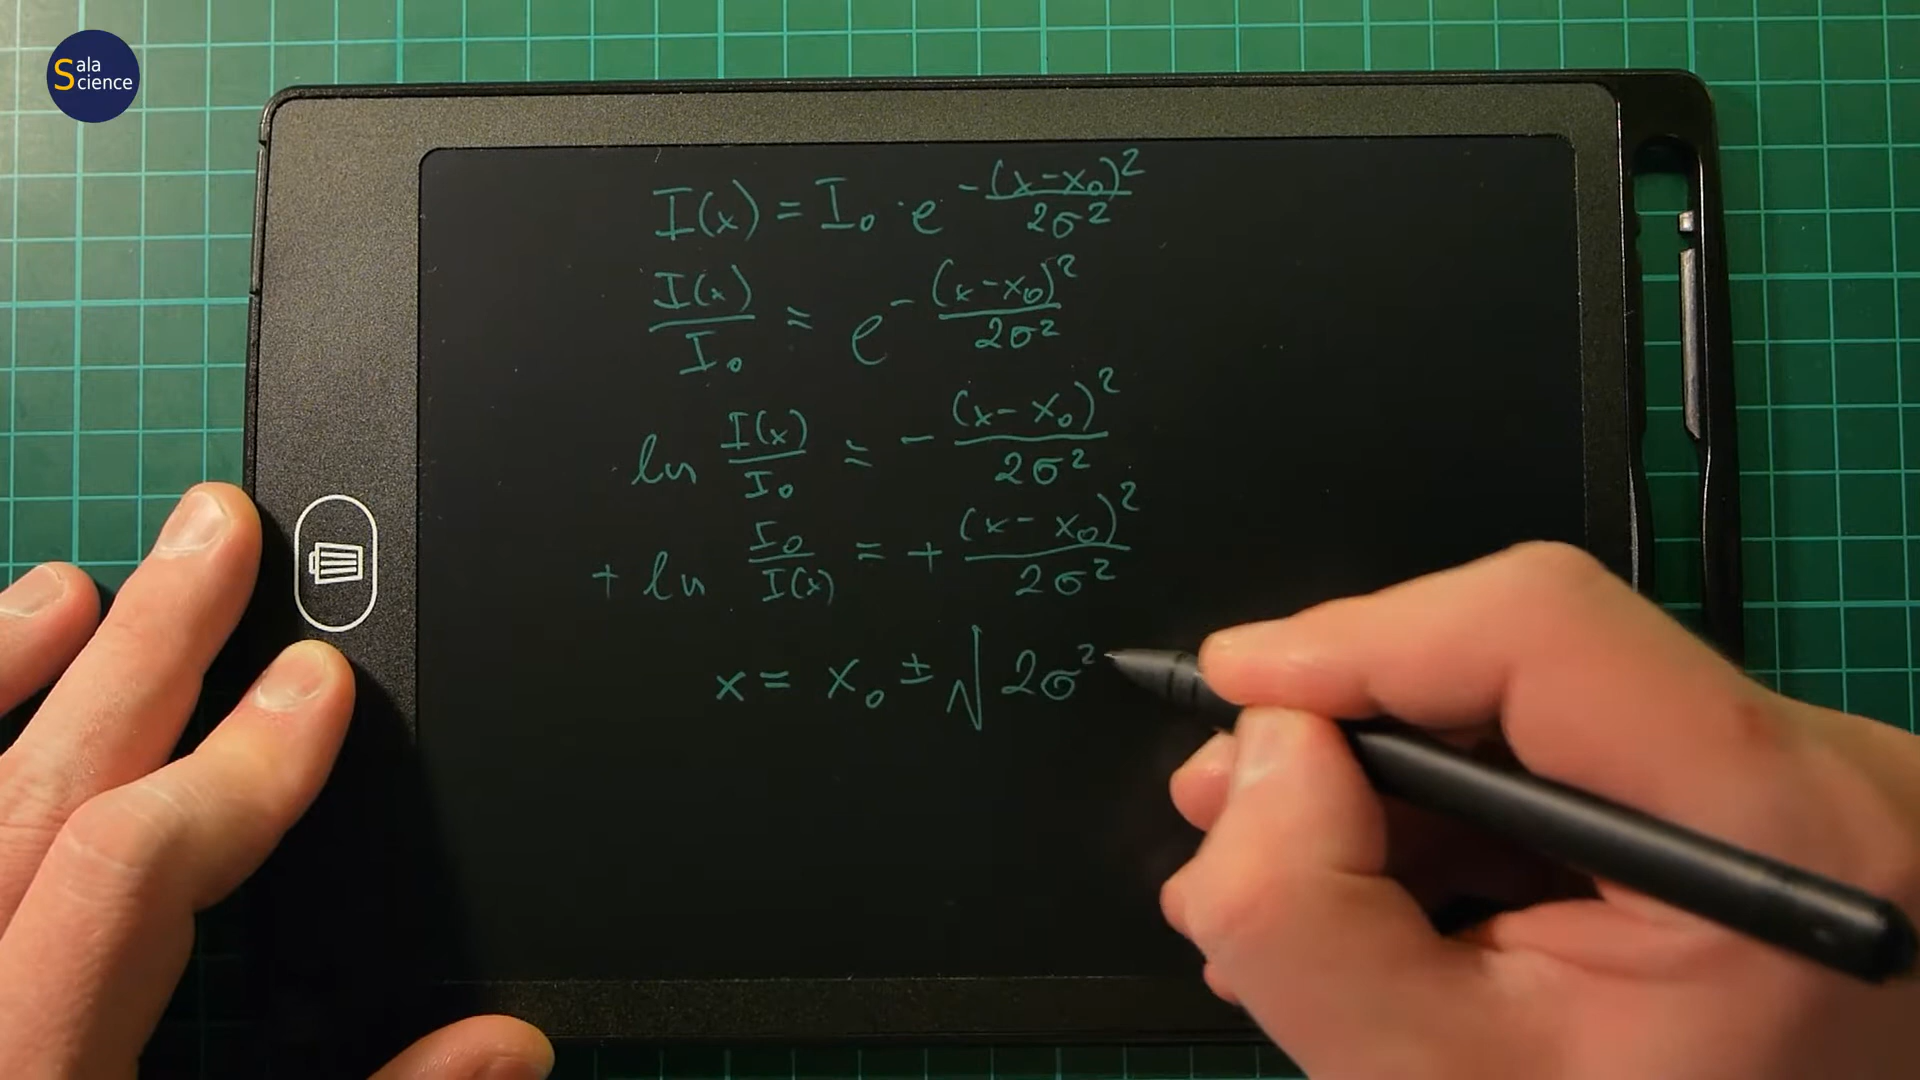 Sala
Science
I(x) = I₀ · e^(-(x-x₀)²/2σ²)
I(x)/I₀ = e^(-(x-x₀)²/2σ²)
ln I(x)/I₀ = - (x-x₀)²/2σ²
+ ln I₀/I(x) = + (x-x₀)²/2σ²
x = x₀ ± √2σ²